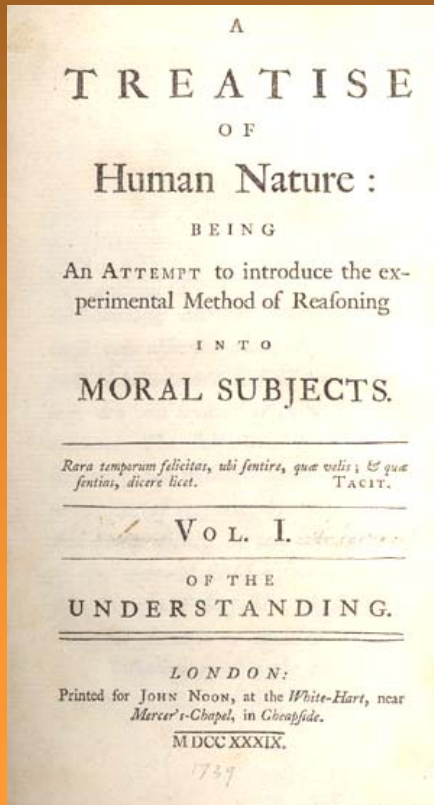 A
TREATISE
OF
Human Nature :
BEING
An ATTEMPT to introduce the ex-
perimental Method of Reaſoning
INTO
MORAL SUBJECTS.
Rara temporum felicitas, ubi ſentire, quæ velis; & quæ
ſentias, dicere licet. TACIT.
VOL. I.
OF THE
UNDERSTANDING.
LONDON:
Printed for JOHN NOON, at the White-Hart, near
Mercer's-Chapel, in Cheapſide.
MDCCXXXIX.
1739